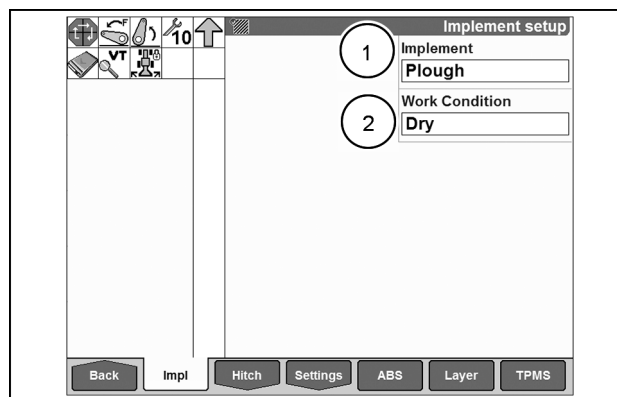 F
10
Implement setup
VT
1
Implement
Plough
2
Work Condition
Dry
Back
Impl
Hitch
Settings
ABS
Layer
TPMS